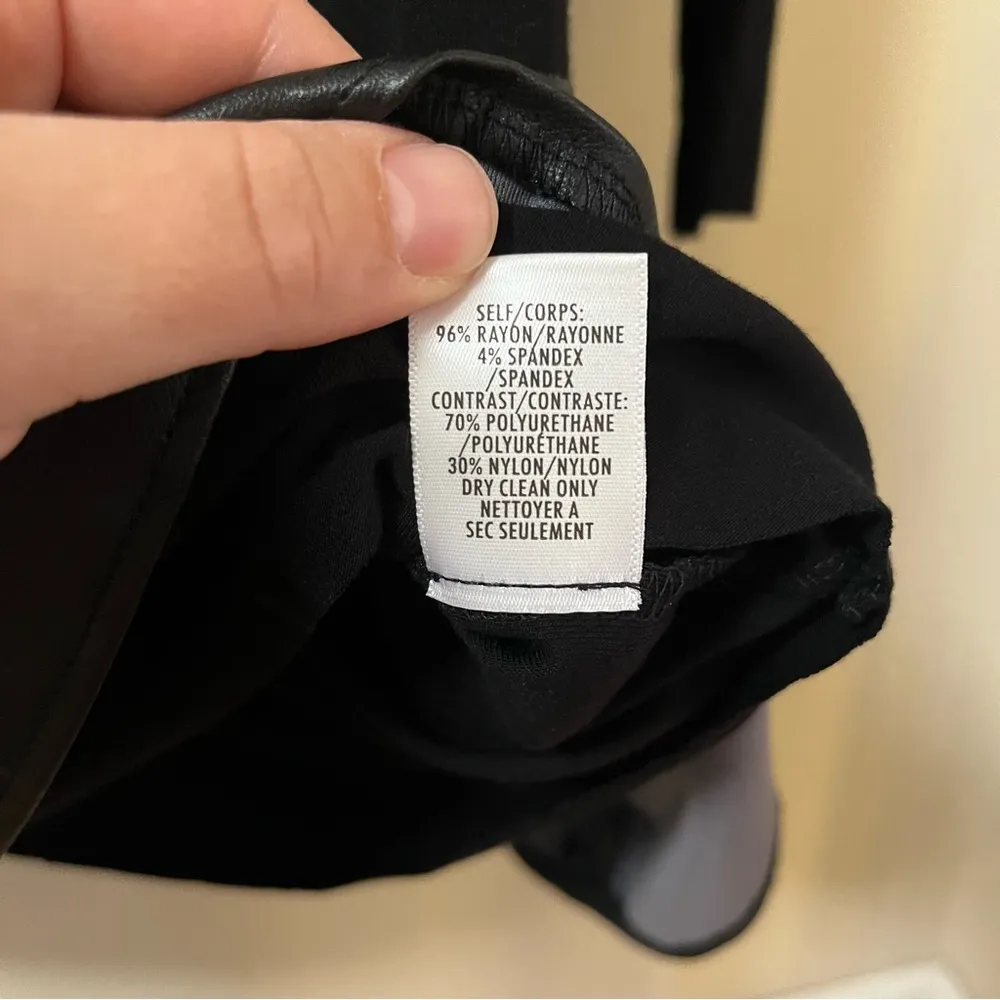 SELF/CORPS:
96% RAYON/RAYONNE
4% SPANDEX
/SPANDEX
CONTRAST/CONTRASTE:
70% POLYURETHANE
/POLYURÉTHANE
30% NYLON/NYLON
DRY CLEAN ONLY
NETTOYER A
SEC SEULEMENT